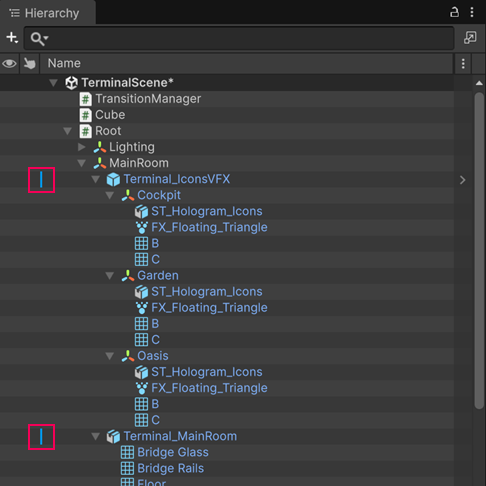 Hierarchy
Name
TerminalScene*
TransitionManager
Cube
Root
Lighting
MainRoom
Terminal_IconsVFX
Cockpit
ST_Hologram_Icons
FX_Floating_Triangle
B
C
Garden
ST_Hologram_Icons
FX_Floating_Triangle
B
C
Oasis
ST_Hologram_Icons
FX_Floating_Triangle
B
C
Terminal_MainRoom
Bridge Glass
Bridge Rails
Floor